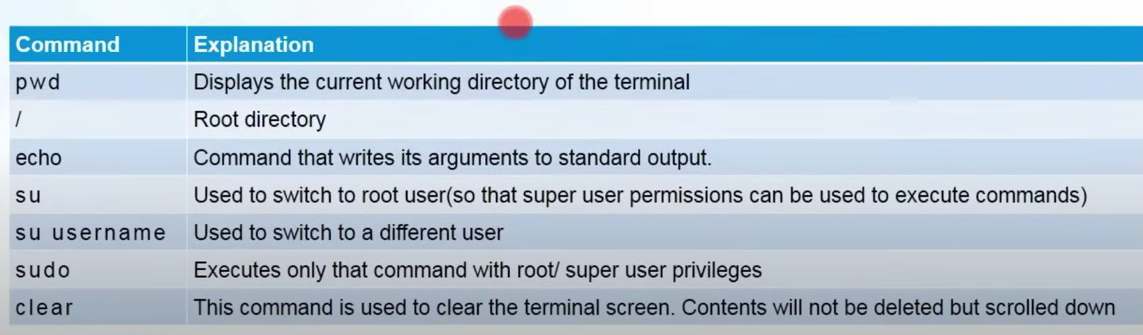 Command Explanation
pwd Displays the current working directory of the terminal
/ Root directory
echo Command that writes its arguments to standard output.
su Used to switch to root user(so that super user permissions can be used to execute commands)
su username Used to switch to a different user
sudo Executes only that command with root/ super user privileges
clear This command is used to clear the terminal screen. Contents will not be deleted but scrolled down